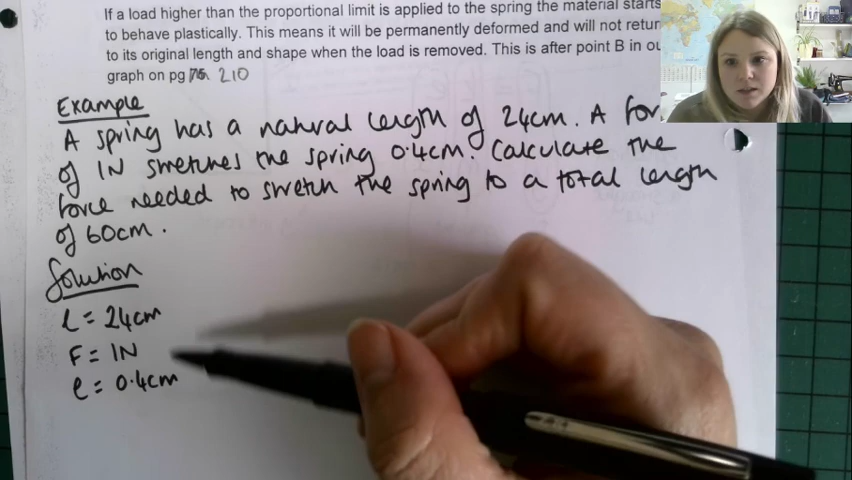 If a load higher than the proportional limit is applied to the spring the material starts
to behave plastically. This means it will be permanently deformed and will not retur
to its original length and shape when the load is removed. This is after point B in ou
graph on pg 210
Example
A spring has a natural length of 24cm. A for
of 1N stretches the spring 0.4cm. Calculate the
force needed to stretch the spring to a total length
of 60cm.
Solution
l = 24cm
F = 1N
e = 0.4cm